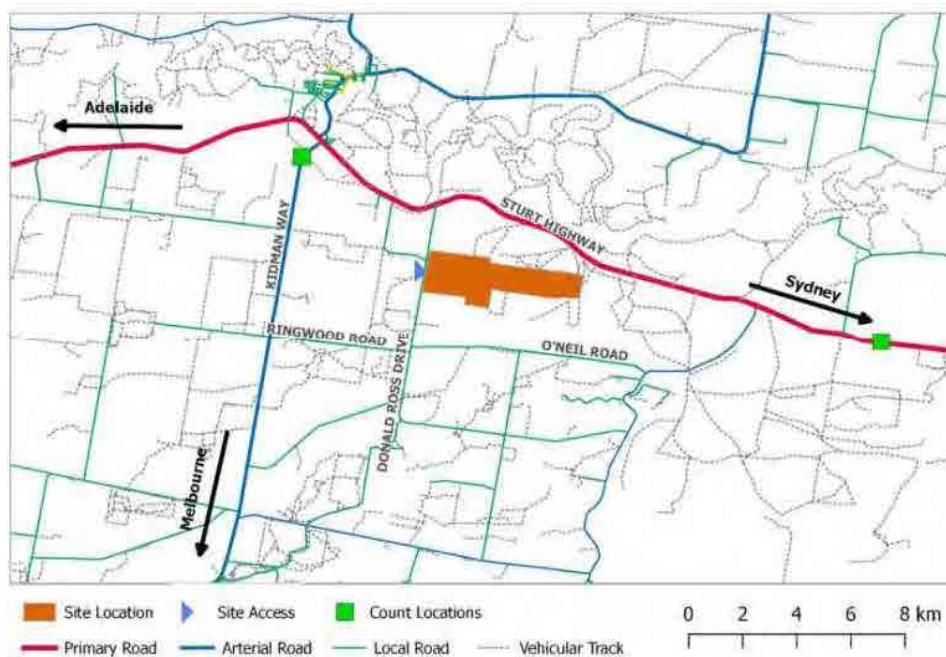 Adelaide
STURT HIGHWAY
KIDMAN WAY
Sydney
RINGWOOD ROAD
O'NEIL ROAD
DONALD ROSS DRIVE
Melbourne
Site Location Site Access Count Locations
0 2 4 6 8 km
Primary Road Arterial Road Local Road Vehicular Track